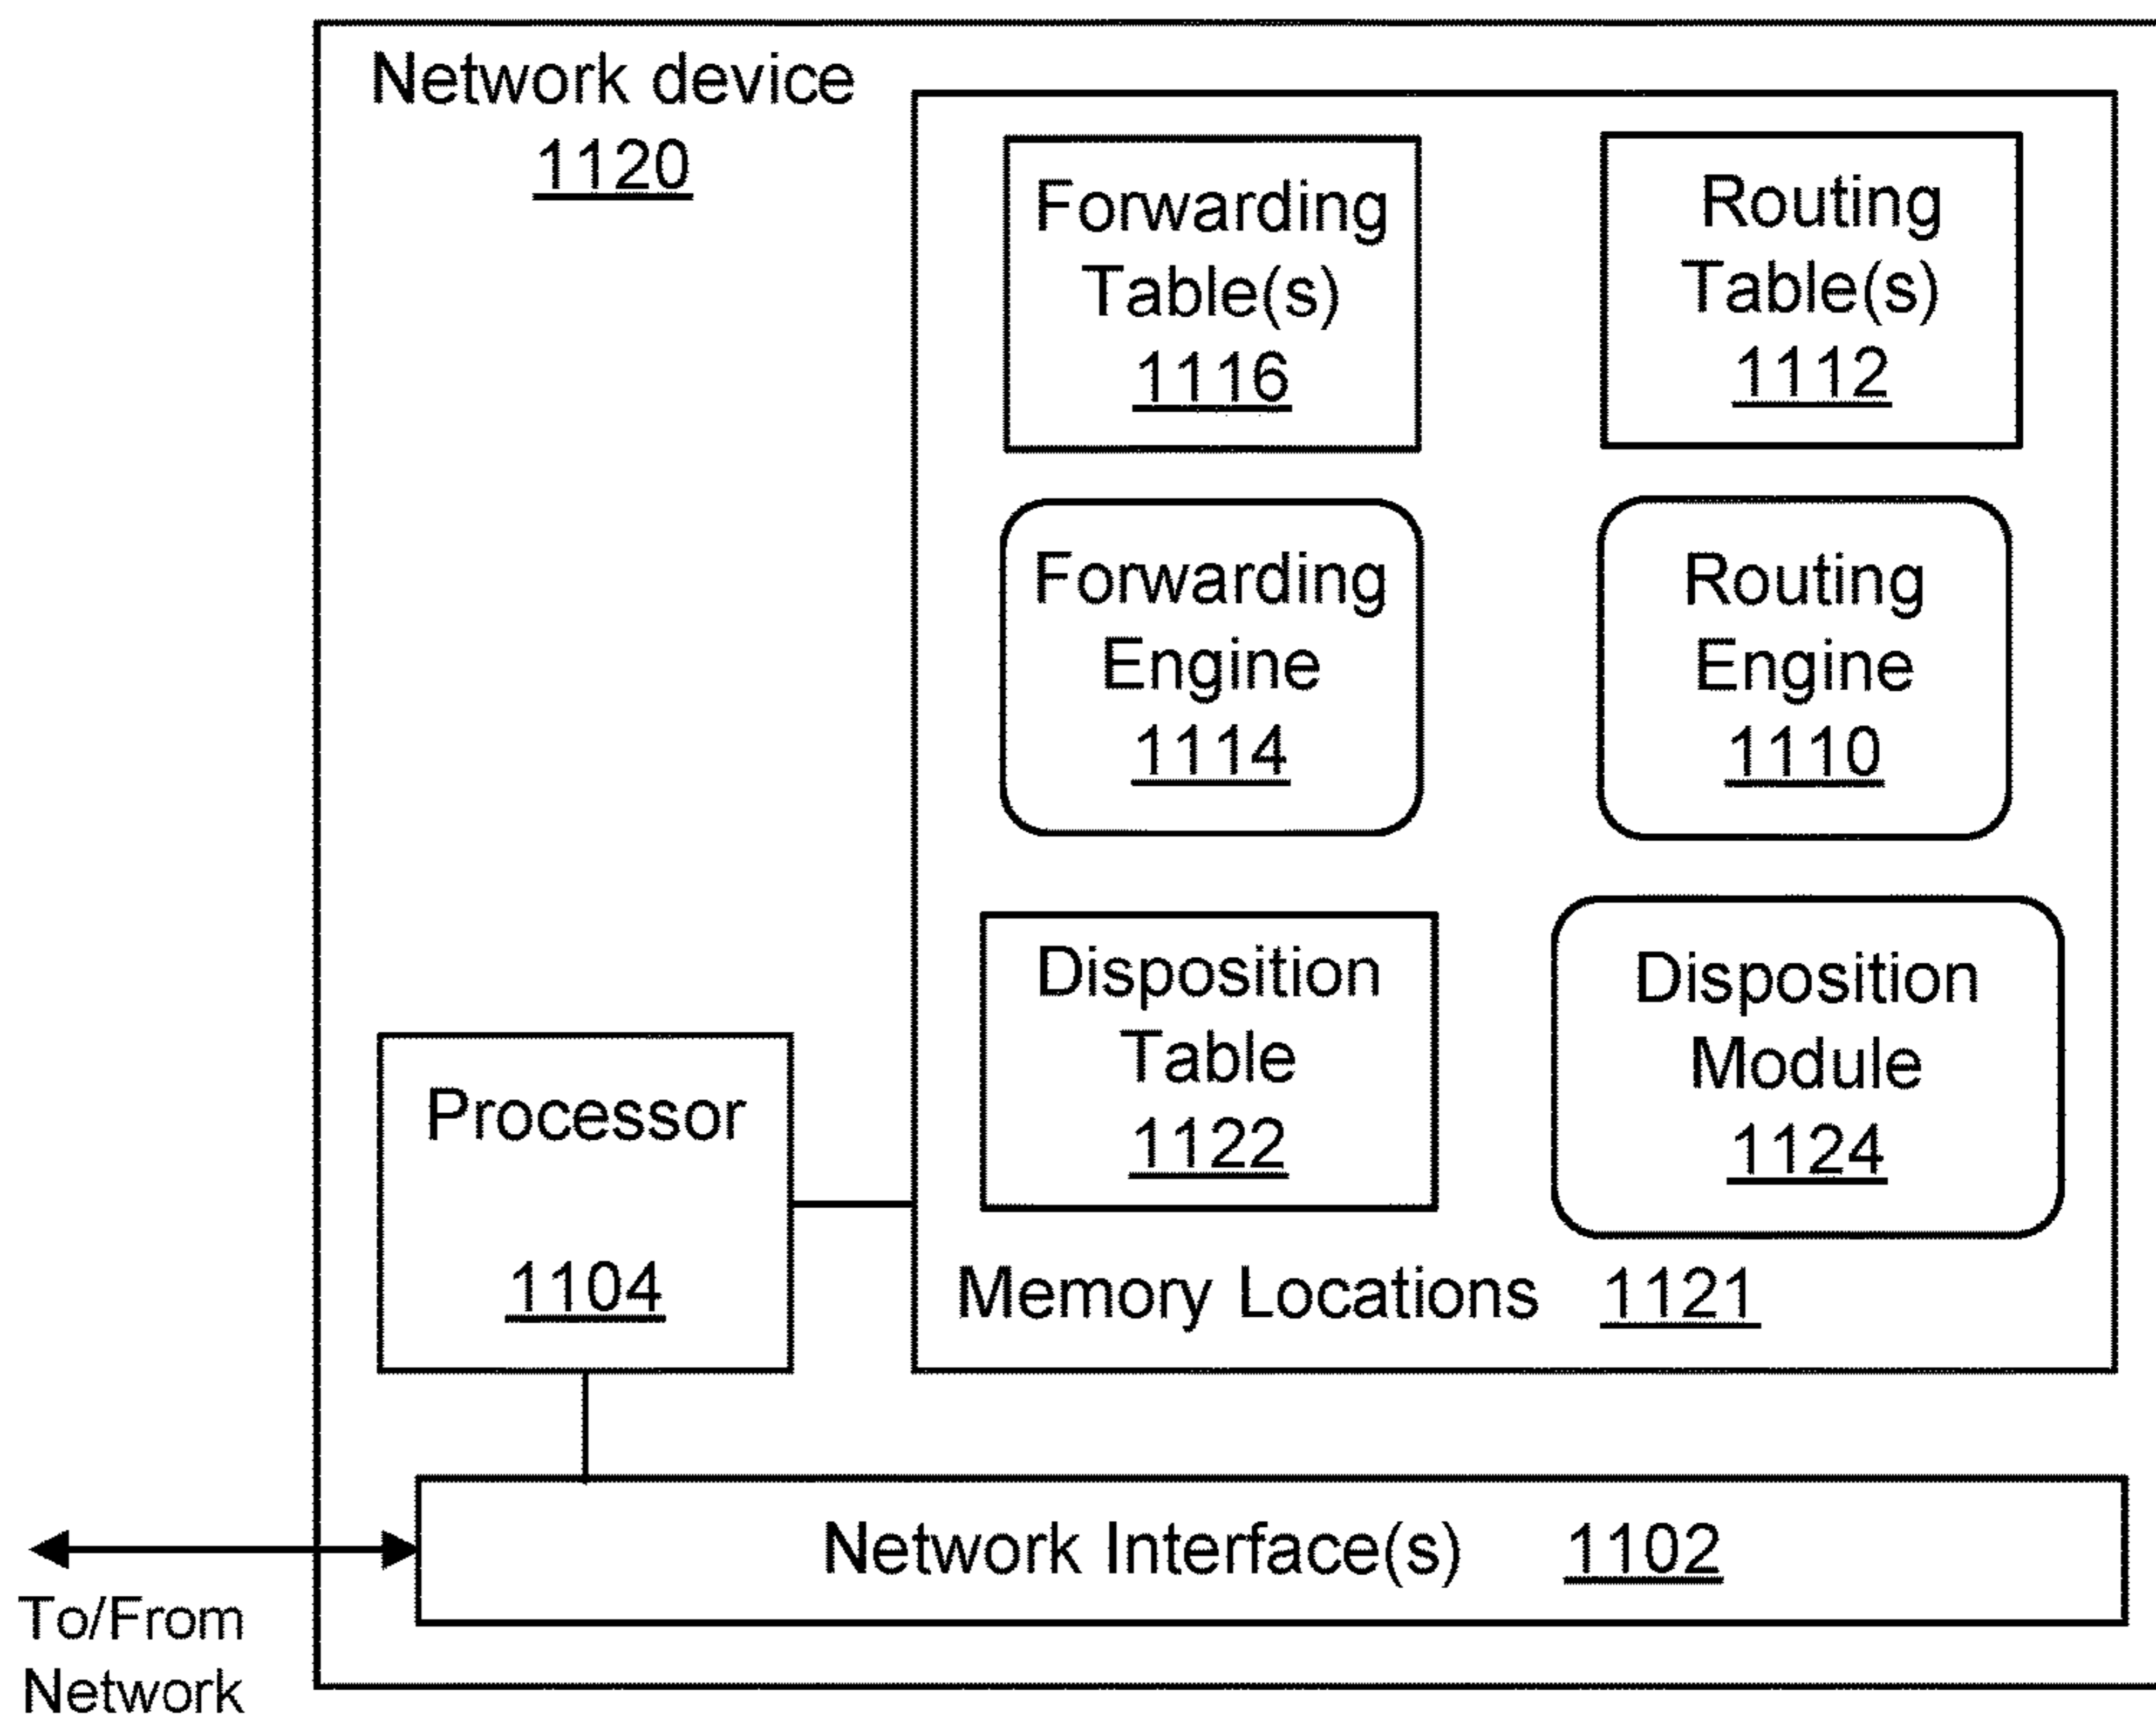 Network device
1120
Forwarding
Table(s)
1116
Routing
Table(s)
1112
Forwarding
Engine
1114
Routing
Engine
1110
Disposition
Table
1122
Disposition
Module
1124
Memory Locations 1121
Processor
1104
Network Interface(s) 1102
To/From
Network